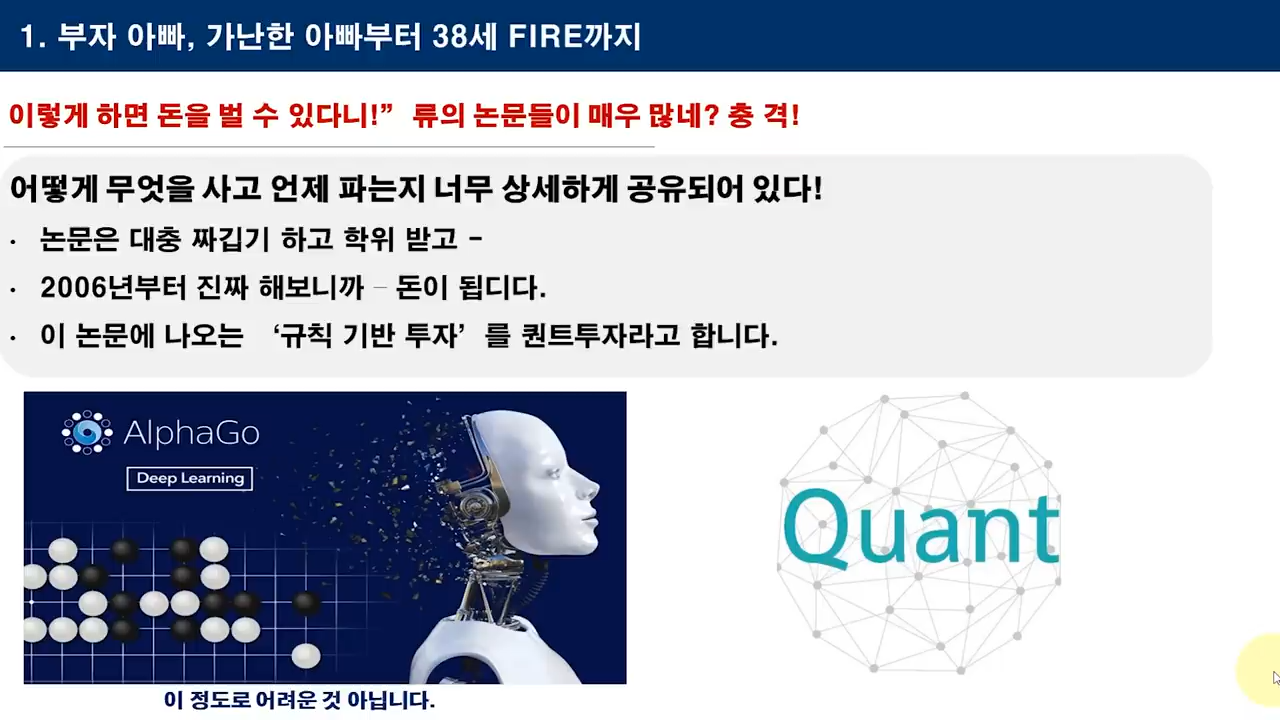 1. 부자 아빠, 가난한 아빠부터 38세 FIRE까지
이렇게 하면 돈을 벌 수 있다니!” 류의 논문들이 매우 많네? 충 격!
어떻게 무엇을 사고 언제 파는지 너무 상세하게 공유되어 있다!
· 논문은 대충 짜깁기 하고 학위 받고 –
· 2006년부터 진짜 해보니까 – 돈이 됩디다.
· 이 논문에 나오는 ‘규칙 기반 투자’를 퀀트투자라고 합니다.
AlphaGo
Deep Learning
Quant
이 정도로 어려운 것 아닙니다.